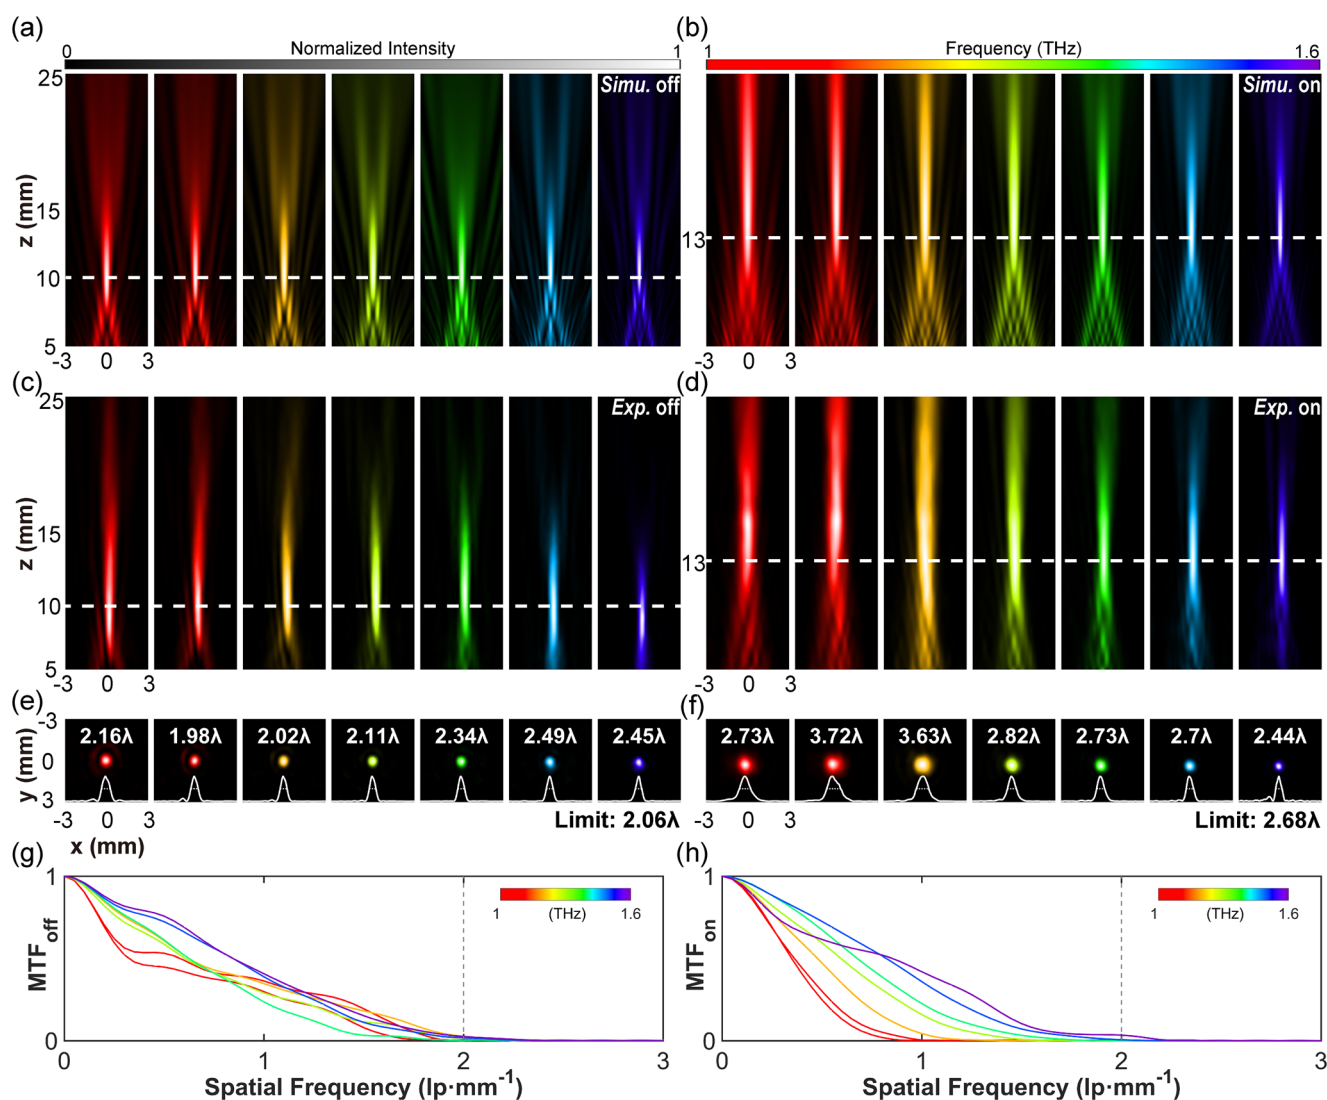 (a)
0 Normalized Intensity 1
Simu. off
25
15
10
5
z (mm)
-3 0 3
(b)
1 Frequency (THz) 1.6
Simu. on
13
-3 0 3
(c)
Exp. off
25
15
10
5
z (mm)
-3 0 3
(d)
Exp. on
13
-3 0 3
(e)
-3
0
3
y (mm)
2.16λ 1.98λ 2.02λ 2.11λ 2.34λ 2.49λ 2.45λ
-3 0 3
Limit: 2.06λ
x (mm)
(f)
2.73λ 3.72λ 3.63λ 2.82λ 2.73λ 2.7λ 2.44λ
-3 0 3
Limit: 2.68λ
(g)
1
0
MTFoff
1 (THz) 1.6
0 1 2 3
Spatial Frequency (lp·mm-1)
(h)
1
0
MTFon
1 (THz) 1.6
0 1 2 3
Spatial Frequency (lp·mm-1)